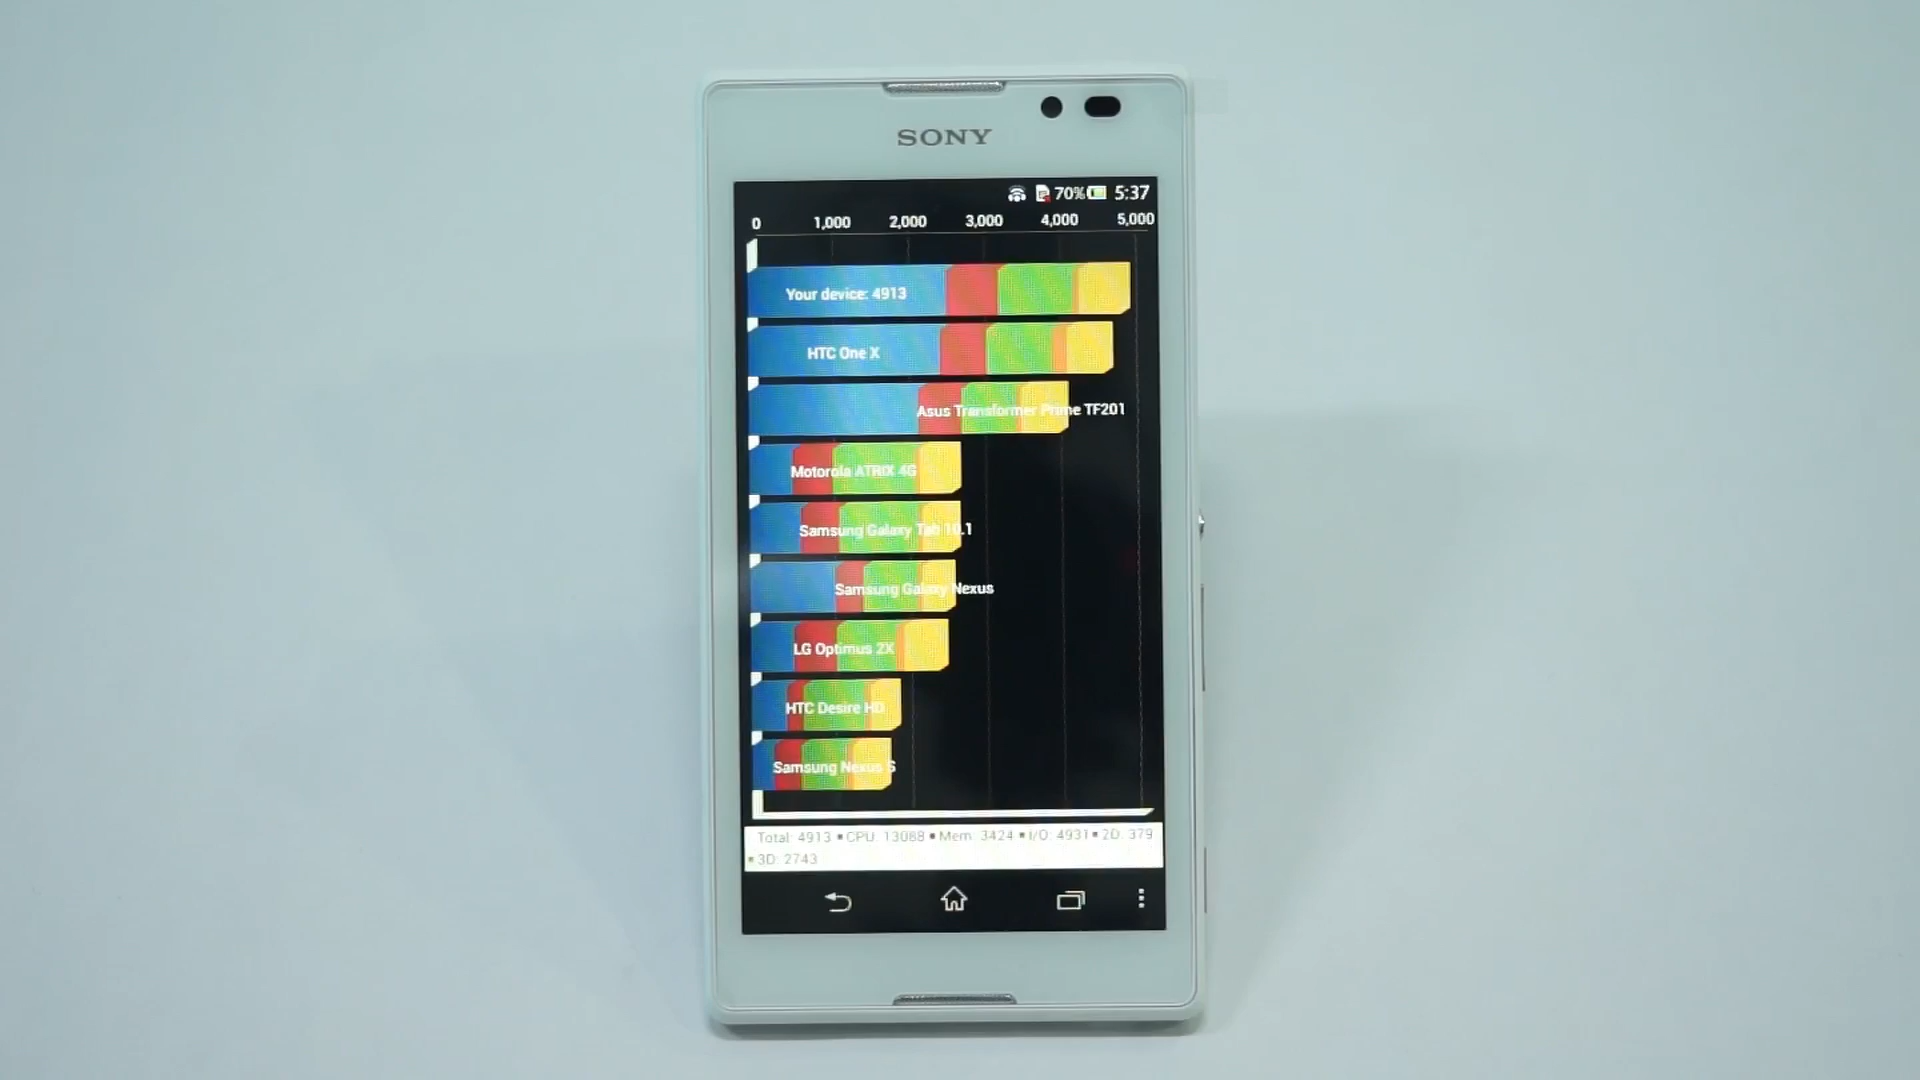 SONY
70% 5:37
0 1,000 2,000 3,000 4,000 5,000
Your device: 4913
HTC One X
Asus Transformer Prime TF201
Motorola ATRIX 4G
Samsung Galaxy Tab 10.1
Samsung Galaxy Nexus
LG Optimus 2X
HTC Desire HD
Samsung Nexus S
Total: 4913 ▪ CPU: 13088 ▪ Mem: 3424 ▪ I/O: 4931 ▪ 2D: 379
▪ 3D: 2743